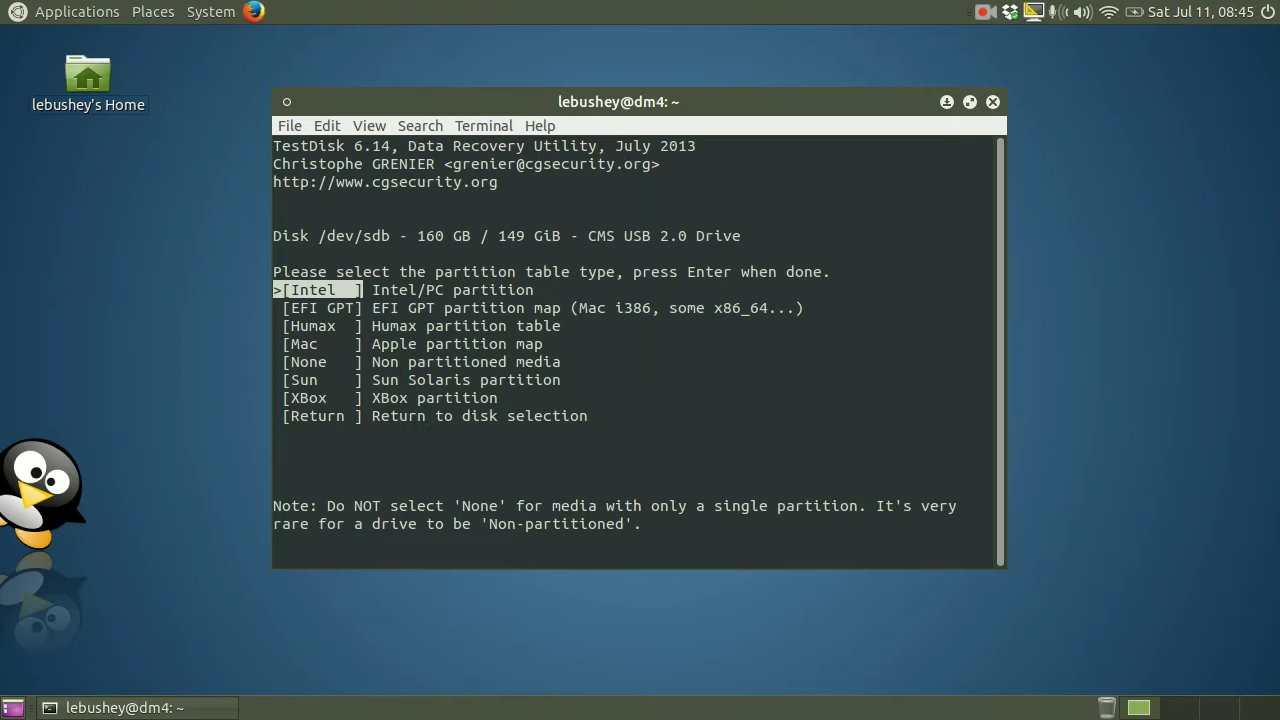 Applications Places System Sat Jul 11, 08:45
lebushey's Home
lebushey@dm4: ~
File Edit View Search Terminal Help
TestDisk 6.14, Data Recovery Utility, July 2013
Christophe GRENIER <grenier@cgsecurity.org>
http://www.cgsecurity.org
Disk /dev/sdb - 160 GB / 149 GiB - CMS USB 2.0 Drive
Please select the partition table type, press Enter when done.
>[Intel  ] Intel/PC partition
[EFI GPT] EFI GPT partition map (Mac i386, some x86_64...)
[Humax  ] Humax partition table
[Mac    ] Apple partition map
[None   ] Non partitioned media
[Sun    ] Sun Solaris partition
[XBox   ] XBox partition
[Return ] Return to disk selection
Note: Do NOT select 'None' for media with only a single partition. It's very
rare for a drive to be 'Non-partitioned'.
lebushey@dm4: ~